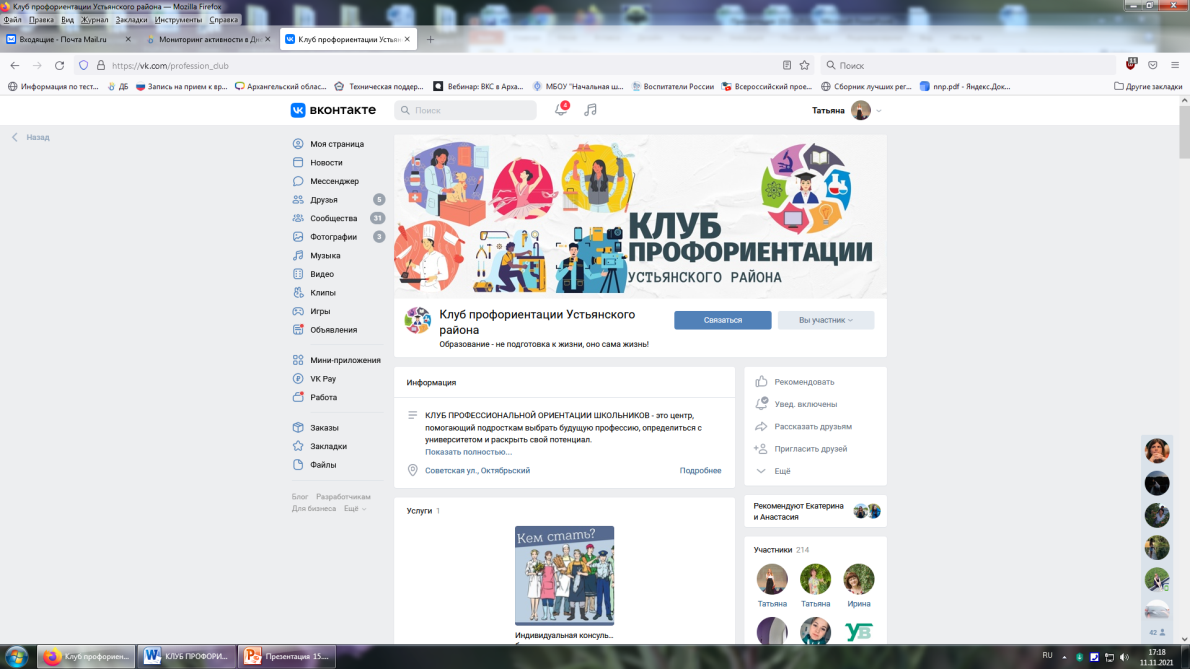 Клуб профориентации Устьянского района — Mozilla Firefox
Файл Правка Вид Журнал Закладки Инструменты Справка
Входящие - Почта Mail.ru
Мониторинг активности в Дне
Клуб профориентации Устьян
https://vk.com/profession_club
Поиск
11
Информация по тест...
ДБ
Запись на прием к вр...
Архангельский облас...
Техническая поддер...
Вебинар: ВКС в Арха...
МБОУ "Начальная ш...
Воспитатели России
Всероссийский прое...
Сборник лучших рег...
ппр.pdf - Яндекс.Док...
Другие закладки
вконтакте
Поиск
4
Татьяна
Назад
Моя страница
Новости
Мессенджер
Друзья 5
Сообщества 31
Фотографии 3
Музыка
Видео
Клипы
Игры
Объявления
Мини-приложения
VK Pay
Работа
Заказы
Закладки
Файлы
Блог Разработчикам
Для бизнеса Ещё
КЛУБ
ПРОФОРИЕНТАЦИИ
УСТЬЯНСКОГО РАЙОНА
Клуб профориентации Устьянского
района
Образование - не подготовка к жизни, оно сама жизнь!
Связаться
Вы участник
Информация
КЛУБ ПРОФЕССИОНАЛЬНОЙ ОРИЕНТАЦИИ ШКОЛЬНИКОВ - это центр,
помогающий подросткам выбрать будущую профессию, определиться с
университетом и раскрыть свой потенциал.
Показать полностью...
Советская ул., Октябрьский
Подробнее
Услуги 1
Кем стать?
Индивидуальная консуль...
Рекомендовать
Увед. включены
Рассказать друзьям
Пригласить друзей
Ещё
Рекомендуют Екатерина
и Анастасия
Участники 214
Татьяна Татьяна Ирина
УВ
42
Клуб профориен...
КЛУБ ПРОФОРИ...
Презентация 15....
RU
17:18
11.11.2021